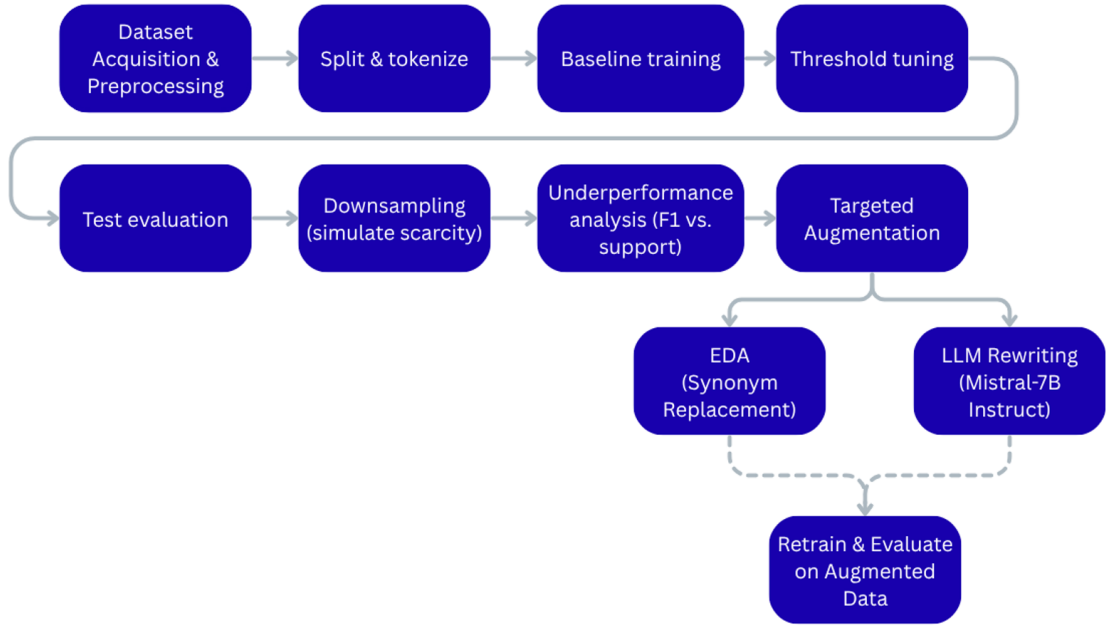 Dataset
Acquisition &
Preprocessing
Split & tokenize
Baseline training
Threshold tuning
Test evaluation
Downsampling
(simulate scarcity)
Underperformance
analysis (F1 vs.
support)
Targeted
Augmentation
EDA
(Synonym
Replacement)
LLM Rewriting
(Mistral-7B
Instruct)
Retrain & Evaluate
on Augmented
Data